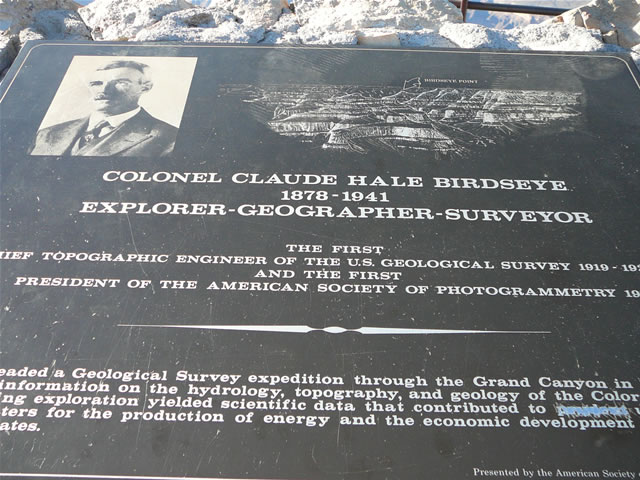 BIRDSEYE POINT
COLONEL CLAUDE HALE BIRDSEYE
1878-1941
EXPLORER-GEOGRAPHER-SURVEYOR
THE FIRST
HIEF TOPOGRAPHIC ENGINEER OF THE U.S. GEOLOGICAL SURVEY 1919 - 19
AND THE FIRST
PRESIDENT OF THE AMERICAN SOCIETY OF PHOTOGRAMMETRY 19
eaded a Geological Survey expedition through the Grand Canyon in
information on the hydrology, topography, and geology of the Color
ing exploration yielded scientific data that contributed to
ters for the production of energy and the economic development
ates.
Presented by the American Society